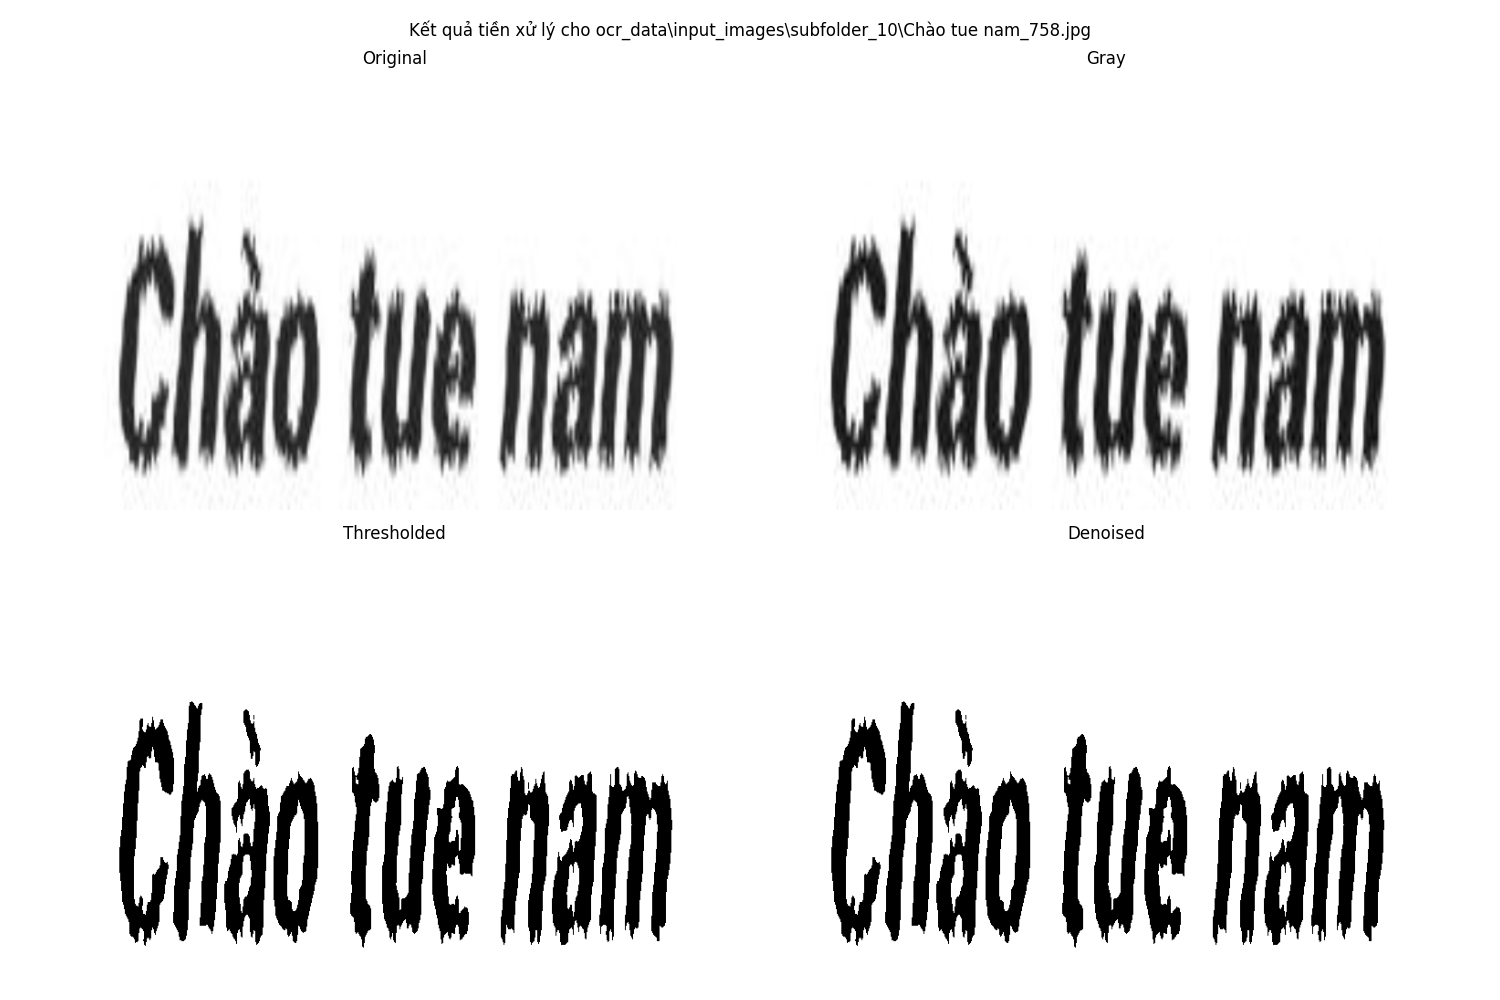 Kết quả tiền xử lý cho ocr_data\input_images\subfolder_10\Chào tue nam_758.jpg
Original
Gray
Chào tue nam
Chào tue nam
Thresholded
Denoised
Chào tue nam
Chào tue nam